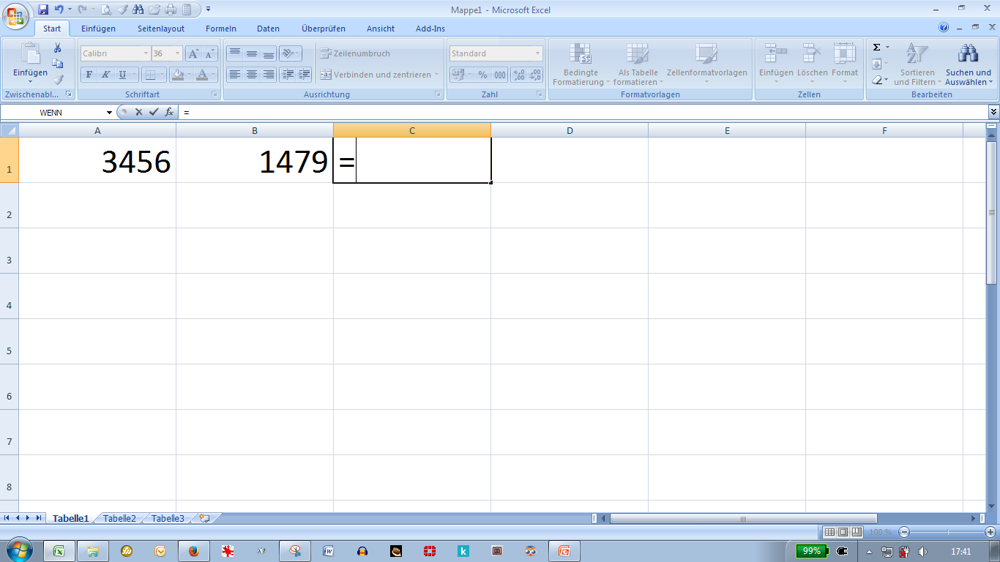 Mappe1 - Microsoft Excel
Start Einfügen Seitenlayout Formeln Daten Überprüfen Ansicht Add-Ins
Einfügen
Calibri 36
F K U
Zeilenumbruch
Verbinden und zentrieren
Standard
% 000
Bedingte Formatierung
Als Tabelle formatieren
Zellenformatvorlagen
Einfügen Löschen Format
Σ
Sortieren und Filtern
Suchen und Auswählen
Zwischenabl... Schriftart Ausrichtung Zahl Formatvorlagen Zellen Bearbeiten
WENN fx =
A B C D E F
1 3456 1479 =
2
3
4
5
6
7
8
Tabelle1 Tabelle2 Tabelle3
100 %
99% 17:41